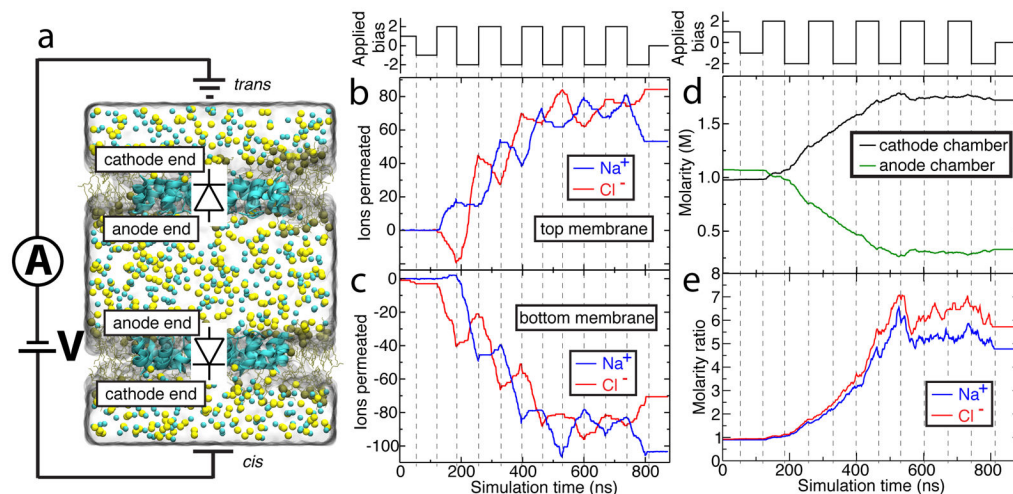 a
trans
cathode end
anode end
A
V
anode end
cathode end
cis
Applied
bias
2
0
-2
b
Ions permeated
80
60
40
20
0
Na+
Cl -
top membrane
c
Ions permeated
0
-20
-40
-60
-80
-100
bottom membrane
Na+
Cl -
0 200 400 600 800
Simulation time (ns)
Applied
bias
2
0
-2
d
Molarity (M)
1.5
1.0
0.5
cathode chamber
anode chamber
e
Molarity ratio
8
7
6
5
4
3
2
1
0
Na+
Cl -
0 200 400 600 800
Simulation time (ns)